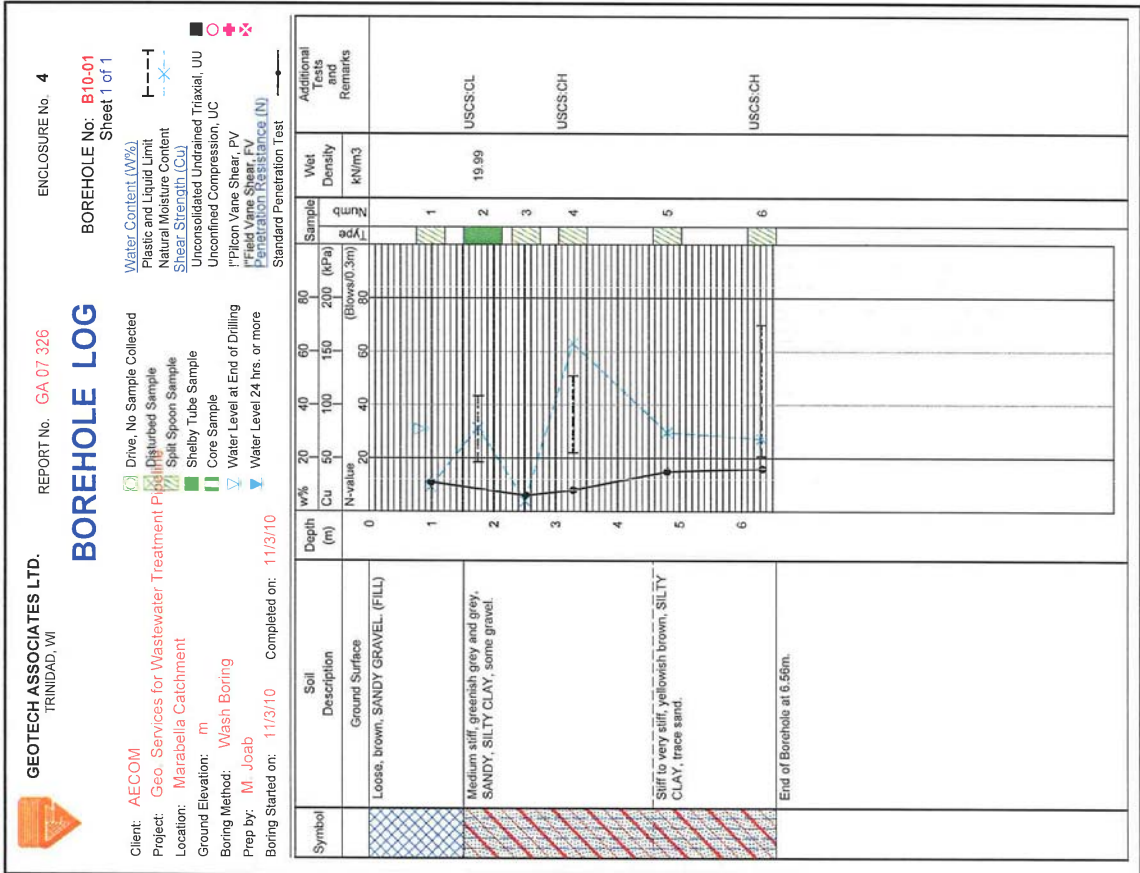 GEOTECH ASSOCIATES LTD.
TRINIDAD, WI
REPORT No. GA 07 326
ENCLOSURE No. 4
BOREHOLE LOG
BOREHOLE No: B10-01
Sheet 1 of 1
Client: AECOM
Project: Geo. Services for Wastewater Treatment Pipeline
Location: Marabella Catchment
Ground Elevation: m
Boring Method: Wash Boring
Prep by: M. Joab
Boring Started on: 11/3/10 Completed on: 11/3/10
Drive, No Sample Collected
Disturbed Sample
Split Spoon Sample
Shelby Tube Sample
Core Sample
Water Level at End of Drilling
Water Level 24 hrs. or more
Water Content (W%)
Plastic and Liquid Limit
Natural Moisture Content
Shear Strength (Cu)
Unconsolidated Undrained Triaxial, UU
Unconfined Compression, UC
!"Pilcon Vane Shear, PV
!"Field Vane Shear, FV
Penetration Resistance (N)
Standard Penetration Test
Symbol
Soil Description
Depth (m)
w% 20 40 60 80
Cu 50 100 150 200 (kPa)
N-value (Blows/0.3m)
20 40 60 80
Sample
Type
Numb
Wet Density
kN/m3
Additional Tests and Remarks
Ground Surface
0
Loose, brown, SANDY GRAVEL. (FILL)
1
1
Medium stiff, greenish grey and grey,
SANDY, SILTY CLAY, some gravel.
2
2
19.99
USCS:CL
3
3
4
USCS:CH
4
Stiff to very stiff, yellowish brown, SILTY
CLAY, trace sand.
5
5
6
6
USCS:CH
End of Borehole at 6.56m.